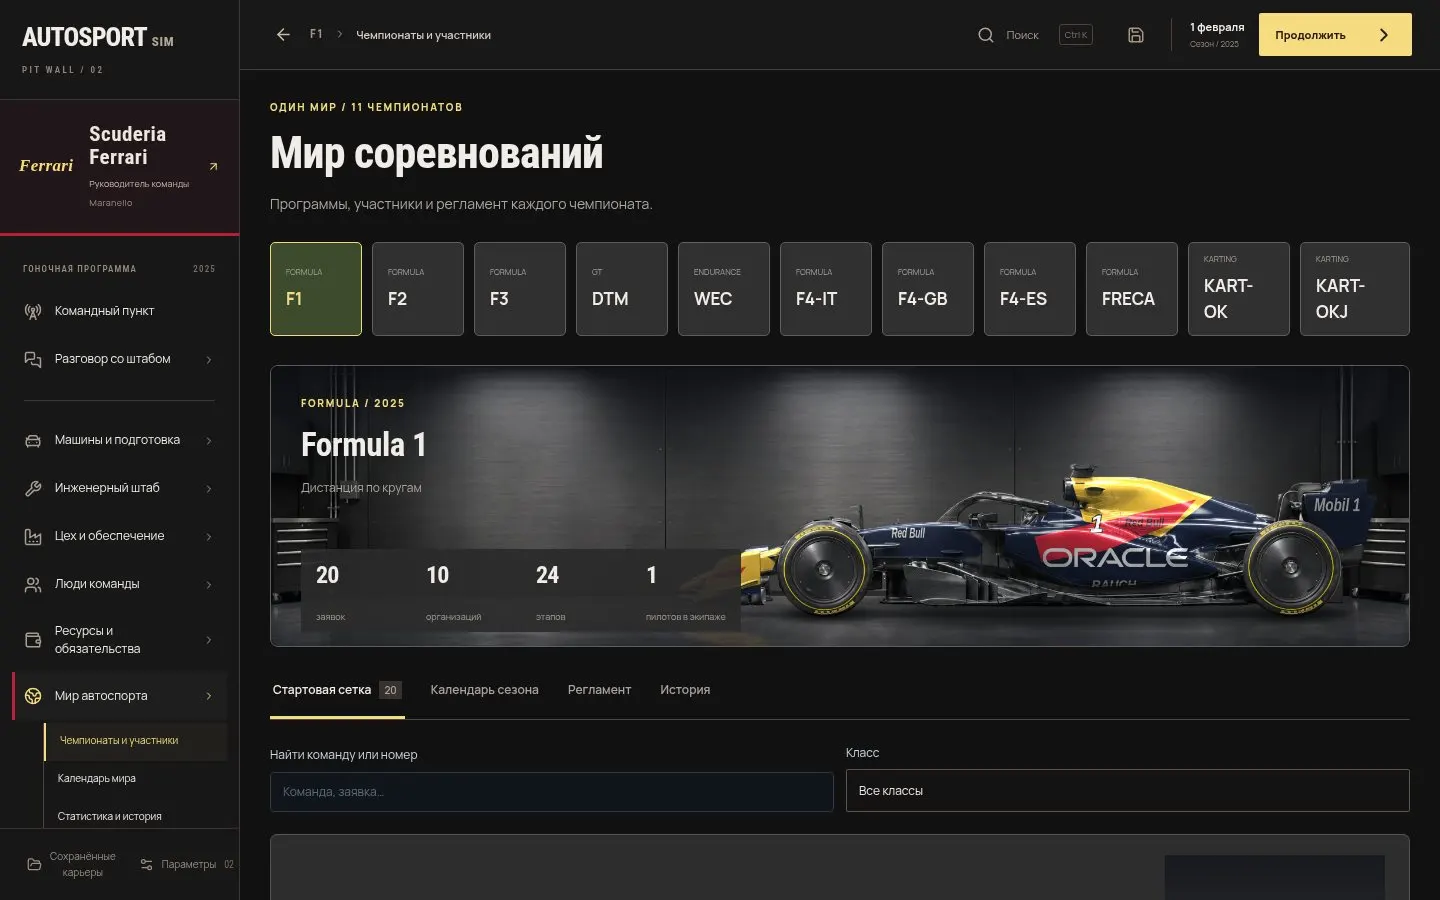 AUTOSPORT SIM
PIT WALL / 02
Ferrari
Scuderia
Ferrari
Руководитель команды
Maranello
ГОНОЧНАЯ ПРОГРАММА 2025
Командный пункт
Разговор со штабом
Машины и подготовка
Инженерный штаб
Цех и обеспечение
Люди команды
Ресурсы и
обязательства
Мир автоспорта
Чемпионаты и участники
Календарь мира
Статистика и история
Сохранённые
карьеры
Параметры 02
F1 Чемпионаты и участники
Поиск Ctrl K
1 февраля
Сезон / 2025
Продолжить
ОДИН МИР / 11 ЧЕМПИОНАТОВ
Мир соревнований
Программы, участники и регламент каждого чемпионата.
FORMULA
F1
FORMULA
F2
FORMULA
F3
GT
DTM
ENDURANCE
WEC
FORMULA
F4-IT
FORMULA
F4-GB
FORMULA
F4-ES
FORMULA
FRECA
KARTING
KART-
OK
KARTING
KART-
OKJ
FORMULA / 2025
Formula 1
Дистанция по кругам
20
заявок
10
организаций
24
этапов
1
пилотов в экипаже
Red Bull
1
Red Bull
ORACLE
RAUCH
Mobil 1
Стартовая сетка 20
Календарь сезона
Регламент
История
Найти команду или номер
Команда, заявка...
Класс
Все классы